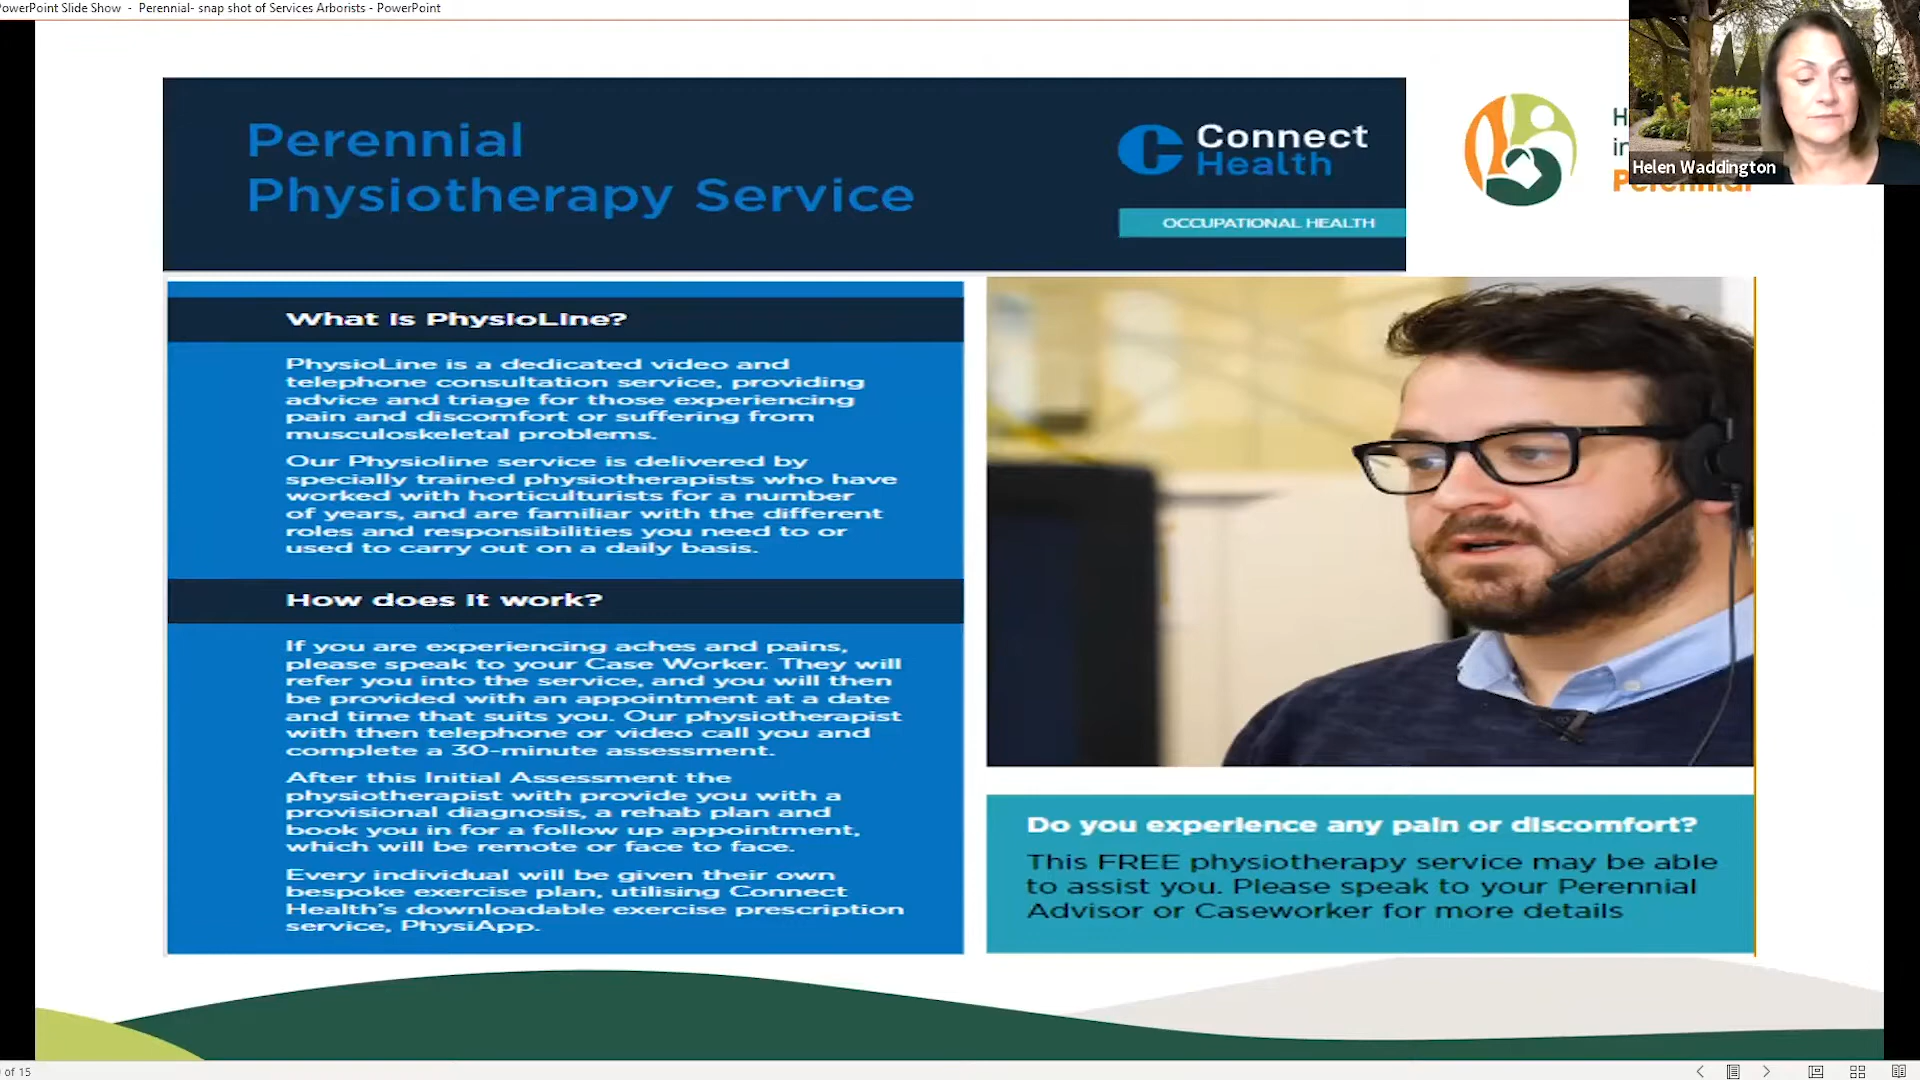 PowerPoint Slide Show - Perennial- snap shot of Services Arborists - PowerPoint
Perennial
Physiotherapy Service
Connect
Health
OCCUPATIONAL HEALTH
Helen Waddington
Perennial
What is PhysioLine?
PhysioLine is a dedicated video and
telephone consultation service, providing
advice and triage for those experiencing
pain and discomfort or suffering from
musculoskeletal problems.
Our Physioline service is delivered by
specially trained physiotherapists who have
worked with horticulturists for a number
of years, and are familiar with the different
roles and responsibilities you need to or
used to carry out on a daily basis.
How does it work?
If you are experiencing aches and pains,
please speak to your Case Worker. They will
refer you into the service, and you will then
be provided with an appointment at a date
and time that suits you. Our physiotherapist
with then telephone or video call you and
complete a 30-minute assessment.
After this Initial Assessment the
physiotherapist with provide you with a
provisional diagnosis, a rehab plan and
book you in for a follow up appointment,
which will be remote or face to face.
Every individual will be given their own
bespoke exercise plan, utilising Connect
Health's downloadable exercise prescription
service, PhysiApp.
Do you experience any pain or discomfort?
This FREE physiotherapy service may be able
to assist you. Please speak to your Perennial
Advisor or Caseworker for more details
of 15